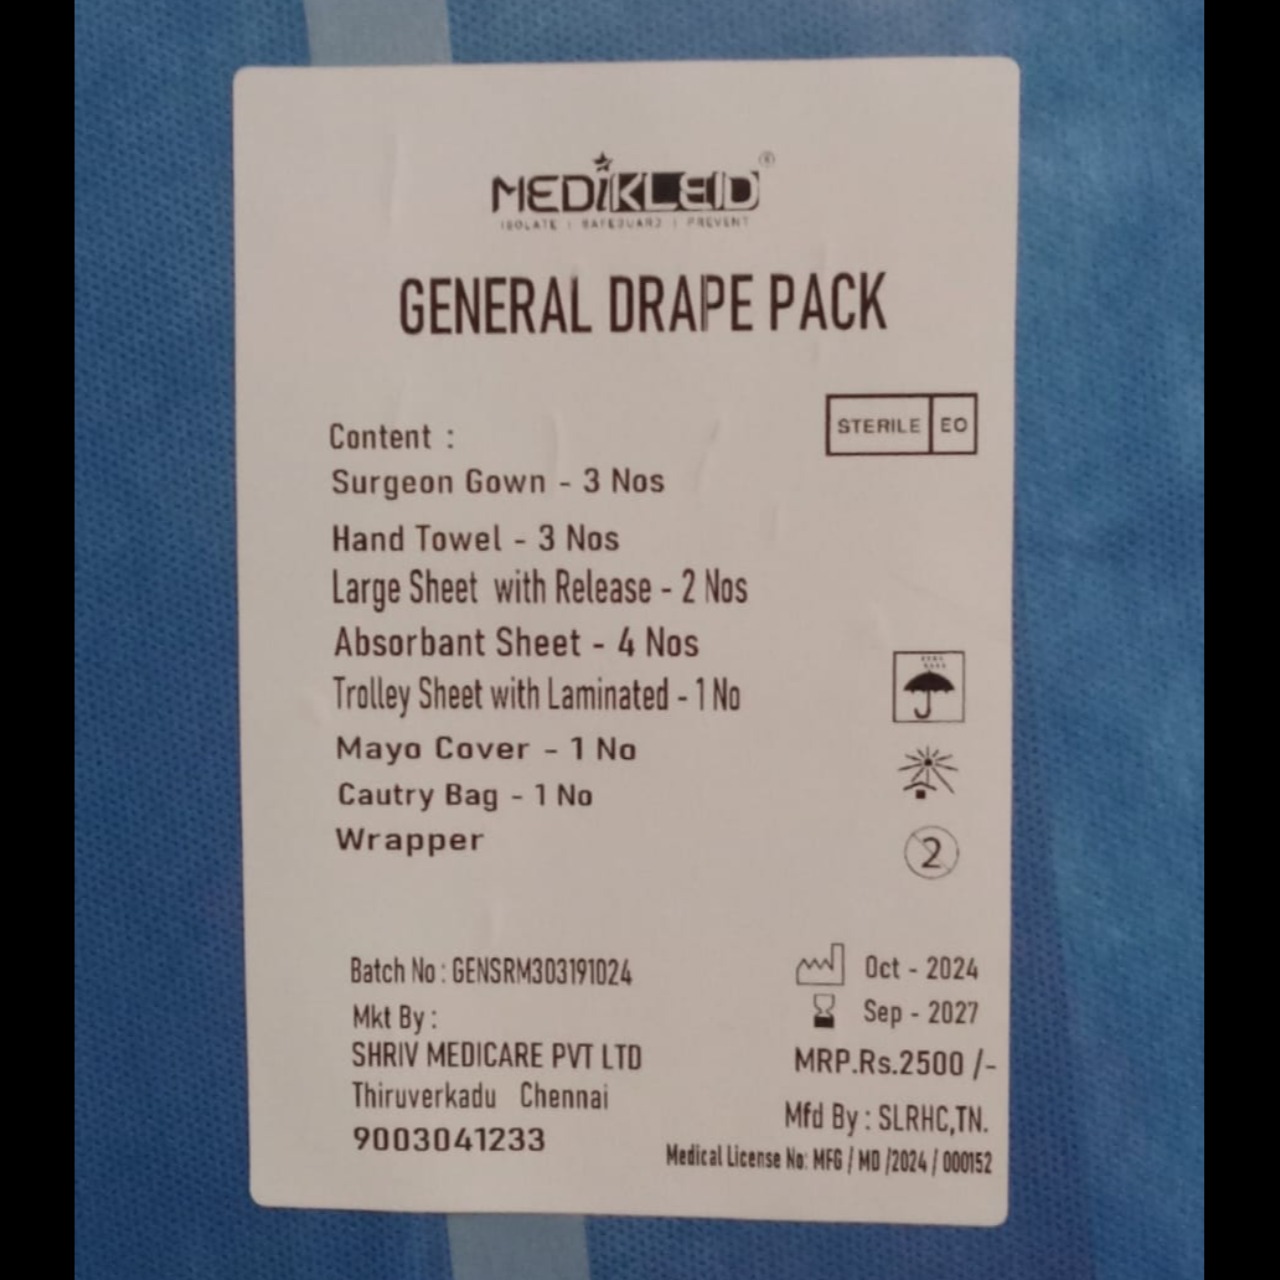 MEDiKLEID®
ISOLATE | SAFEGUARD | PREVENT
GENERAL DRAPE PACK
STERILE EO
Content :
Surgeon Gown - 3 Nos
Hand Towel - 3 Nos
Large Sheet with Release - 2 Nos
Absorbant Sheet - 4 Nos
Trolley Sheet with Laminated - 1 No
Mayo Cover - 1 No
Cautry Bag - 1 No
Wrapper
2
Batch No : GENSRM303191024
Mkt By :
SHRIV MEDICARE PVT LTD
Thiruverkadu Chennai
9003041233
Oct - 2024
Sep - 2027
MRP.Rs.2500 /-
Mfd By : SLRHC,TN.
Medical License No: MFG / MD /2024 / 000152